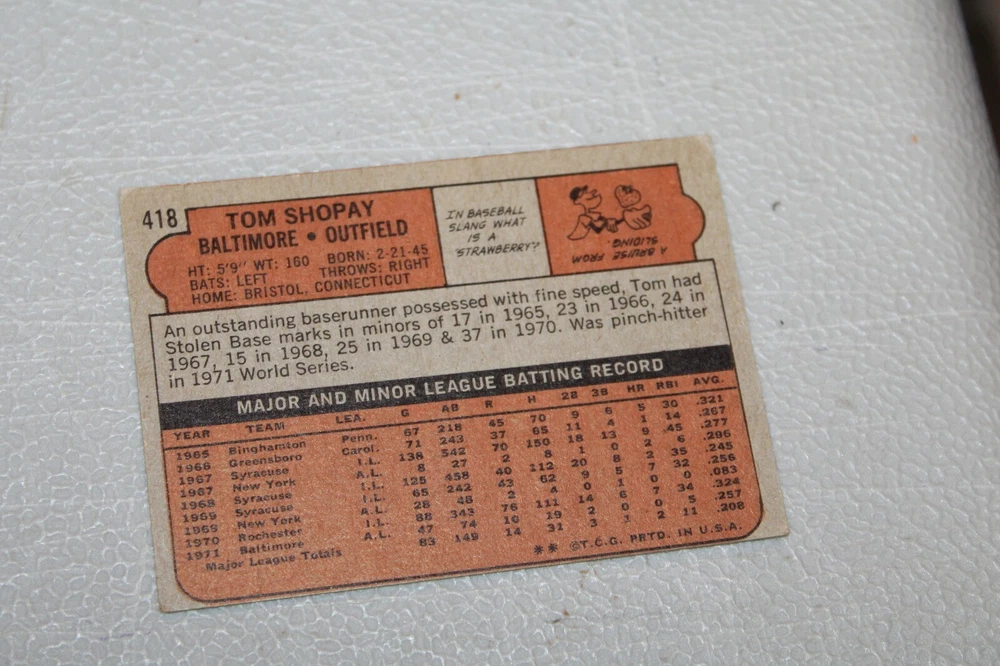 418
TOM SHOPAY
BALTIMORE • OUTFIELD
HT: 5'9" WT: 160 BORN: 2-21-45
BATS: LEFT THROWS: RIGHT
HOME: BRISTOL, CONNECTICUT
IN BASEBALL
SLANG WHAT
IS A
'STRAWBERRY?'
A BRUISE FROM
SLIDING
An outstanding baserunner possessed with fine speed, Tom had
Stolen Base marks in minors of 17 in 1965, 23 in 1966, 24 in
1967, 15 in 1968, 25 in 1969 & 37 in 1970. Was pinch-hitter
in 1971 World Series.
MAJOR AND MINOR LEAGUE BATTING RECORD
YEAR TEAM LEA. G AB R H 2B 3B HR RBI AVG.
1965 Binghamton Penn. 67 218 45 70 9 6 5 30 .321
1966 Greensboro Carol. 71 243 37 65 11 4 1 14 .267
1967 Syracuse I.L. 138 542 70 150 18 13 9 45 .277
1967 New York A.L. 8 27 2 8 1 0 2 6 .296
1968 Syracuse I.L. 125 458 40 112 20 8 2 35 .245
1969 Syracuse I.L. 65 242 43 62 9 5 7 32 .256
1969 New York A.L. 28 48 2 4 0 1 0 0 .083
1970 Rochester I.L. 88 343 76 111 14 6 7 34 .324
1971 Baltimore A.L. 47 74 10 19 2 0 0 5 .257
Major League Totals 83 149 14 31 3 1 2 11 .208
** ©T.C.G. PRTD. IN U.S.A.